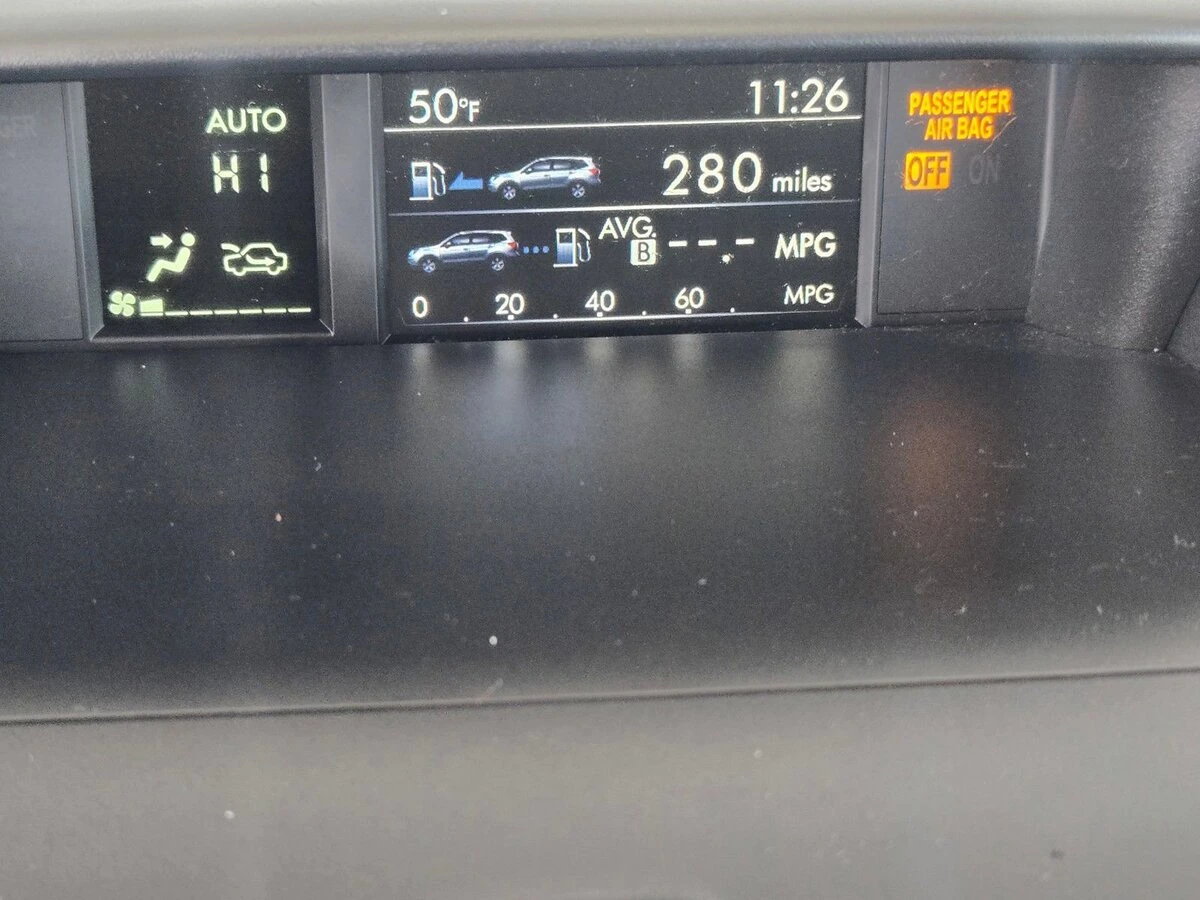 AUTO
HI
50°F 11:26
280 miles
AVG.
B --.- MPG
0 20 40 60 MPG
PASSENGER
AIR BAG
OFF ON